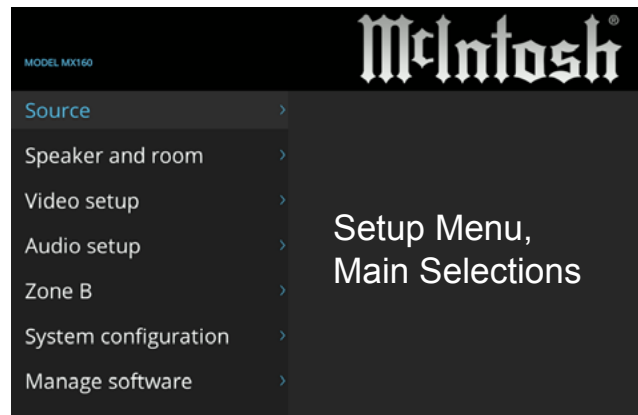 McIntosh®
MODEL MX160
Source
Speaker and room
Video setup
Audio setup
Zone B
System configuration
Manage software
Setup Menu,
Main Selections